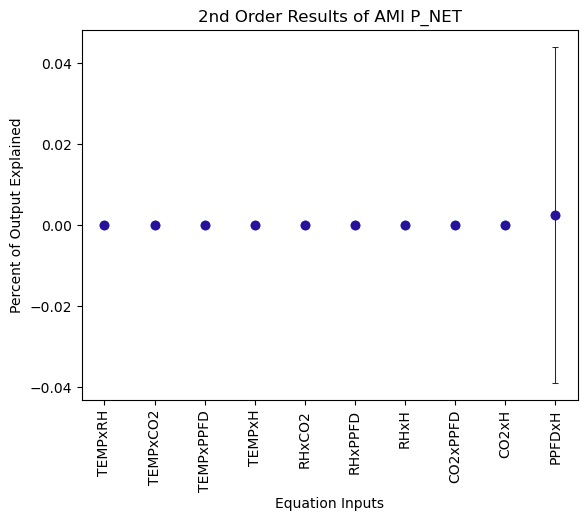 2nd Order Results of AMI P_NET
Percent of Output Explained
0.04
0.02
0.00
−0.02
−0.04
TEMPxRH
TEMPxCO2
TEMPxPPFD
TEMPxH
RHxCO2
RHxPPFD
RHxH
CO2xPPFD
CO2xH
PPFDxH
Equation Inputs